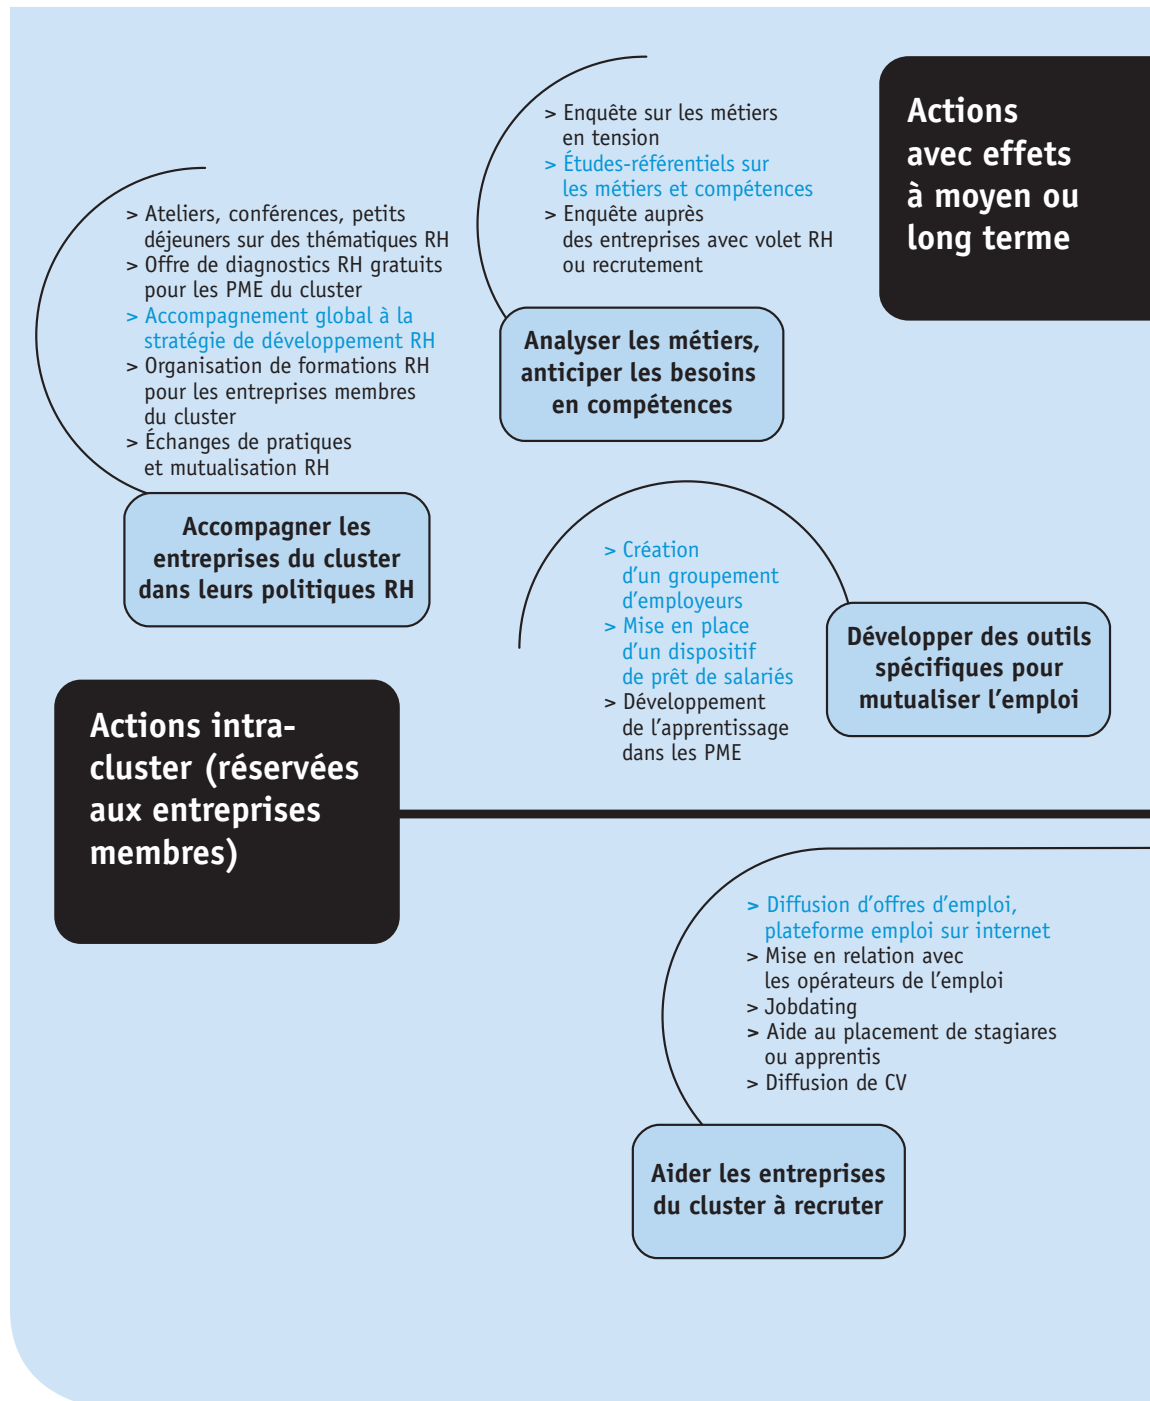 > Enquête sur les métiers
en tension
> Études-référentiels sur
les métiers et compétences
> Enquête auprès
des entreprises avec volet RH
ou recrutement
Analyser les métiers,
anticiper les besoins
en compétences
Actions
avec effets
à moyen ou
long terme
> Ateliers, conférences, petits
déjeuners sur des thématiques RH
> Offre de diagnostics RH gratuits
pour les PME du cluster
> Accompagnement global à la
stratégie de développement RH
> Organisation de formations RH
pour les entreprises membres
du cluster
> Échanges de pratiques
et mutualisation RH
Accompagner les
entreprises du cluster
dans leurs politiques RH
> Création
d’un groupement
d’employeurs
> Mise en place
d’un dispositif
de prêt de salariés
> Développement
de l’apprentissage
dans les PME
Développer des outils
spécifiques pour
mutualiser l’emploi
Actions intra-
cluster (réservées
aux entreprises
membres)
> Diffusion d’offres d’emploi,
plateforme emploi sur internet
> Mise en relation avec
les opérateurs de l’emploi
> Jobdating
> Aide au placement de stagiares
ou apprentis
> Diffusion de CV
Aider les entreprises
du cluster à recruter